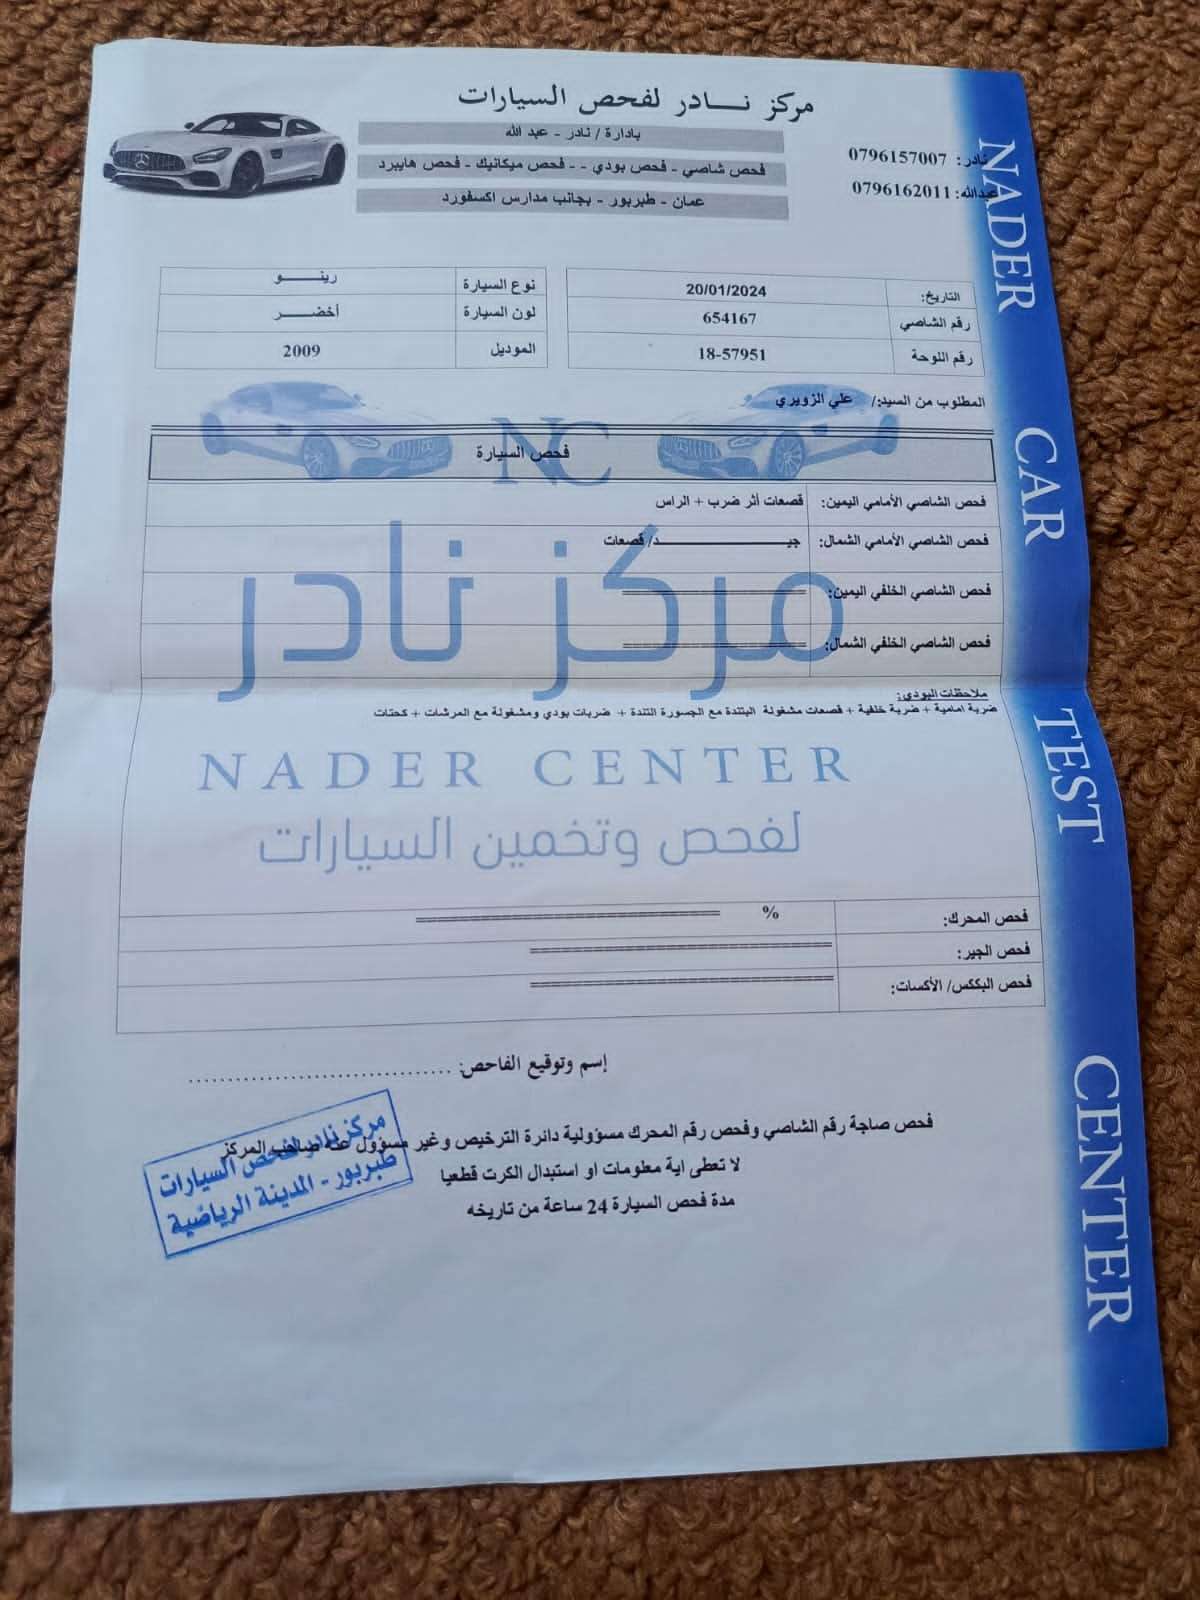 مركز نـــادر لفحص السيارات
بادارة / نادر - عبد الله
فحص شاصي - فحص بودي - - فحص ميكانيك - فحص هايبرد
عمان - طبربور - بجانب مدارس اكسفورد
نادر: 0796157007
عبدالله: 0796162011
التاريخ: 20/01/2024
رقم الشاصي 654167
رقم اللوحة 18-57951
نوع السيارة رينـــــو
لون السيارة أخضـــر
الموديل 2009
المطلوب من السيد:/ علي الزويري
NC
فحص السيارة
فحص الشاصي الأمامي اليمين: قصعات أثر ضرب + الراس
فحص الشاصي الأمامي الشمال: جيـــــــــد/ قصعات
فحص الشاصي الخلفي اليمين:
فحص الشاصي الخلفي الشمال:
مركز نادر
ملاحظات البودي:
ضربة امامية + ضربة خلفية + قصعات مشغولة البتندة مع الجسورة التندة + ضربات بودي ومشغولة مع المرشات + كحتات
NADER CENTER
لفحص وتخمين السيارات
فحص المحرك: %
فحص الجير:
فحص البككس/ الأكسات:
إسم وتوقيع الفاحص: ..................................
فحص صاجة رقم الشاصي وفحص رقم المحرك مسؤولية دائرة الترخيص وغير مسؤول عنه صاحب المركز
لا تعطى اية معلومات او استبدال الكرت قطعيا
مدة فحص السيارة 24 ساعة من تاريخه
مركز نادر لفحص السيارات
طبربور - المدينة الرياضية
NADER CAR TEST CENTER